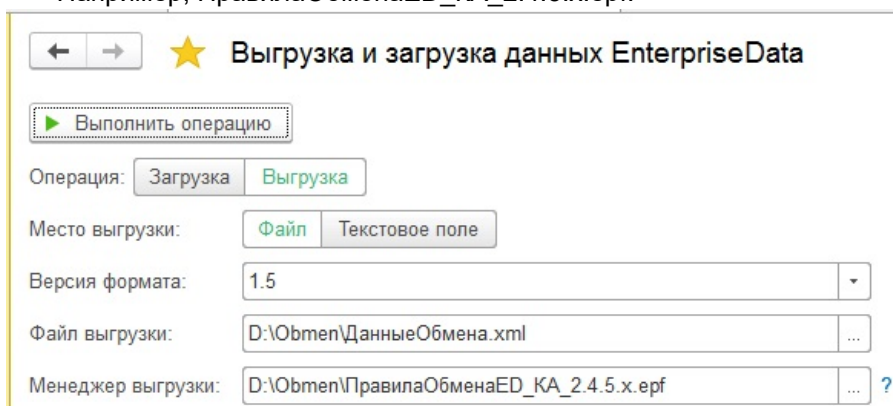 Выгрузка и загрузка данных EnterpriseData
Выполнить операцию
Операция: Загрузка Выгрузка
Место выгрузки: Файл Текстовое поле
Версия формата: 1.5
Файл выгрузки: D:\Obmen\ДанныеОбмена.xml ...
Менеджер выгрузки: D:\Obmen\ПравилаОбменаED_КА_2.4.5.x.epf ... ?